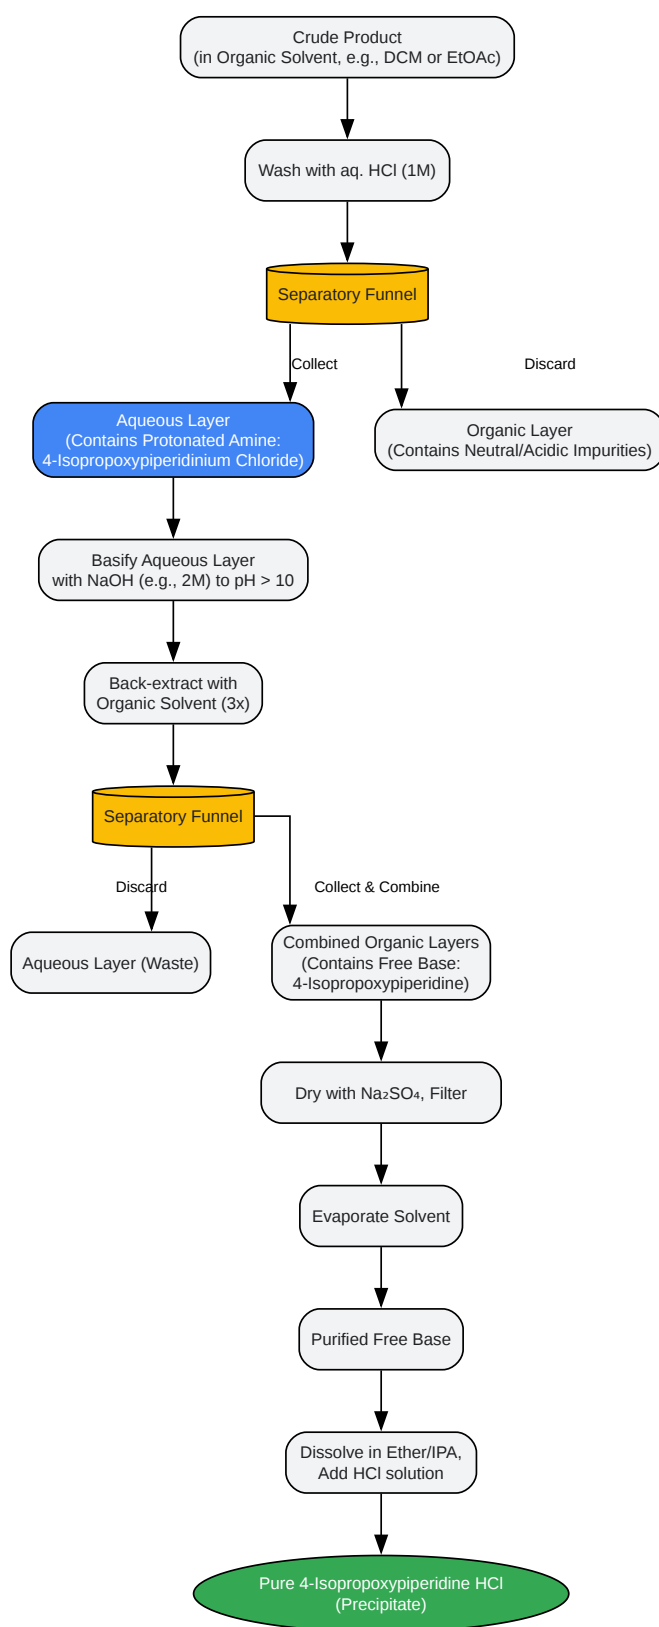 Crude Product
(in Organic Solvent, e.g., DCM or EtOAc)
Wash with aq. HCl (1M)
Separatory Funnel
Collect
Discard
Aqueous Layer
(Contains Protonated Amine:
4-Isopropoxypiperidinium Chloride)
Organic Layer
(Contains Neutral/Acidic Impurities)
Basify Aqueous Layer
with NaOH (e.g., 2M) to pH > 10
Back-extract with
Organic Solvent (3x)
Separatory Funnel
Discard
Collect & Combine
Aqueous Layer (Waste)
Combined Organic Layers
(Contains Free Base:
4-Isopropoxypiperidine)
Dry with Na₂SO₄, Filter
Evaporate Solvent
Purified Free Base
Dissolve in Ether/IPA,
Add HCl solution
Pure 4-Isopropoxypiperidine HCl
(Precipitate)